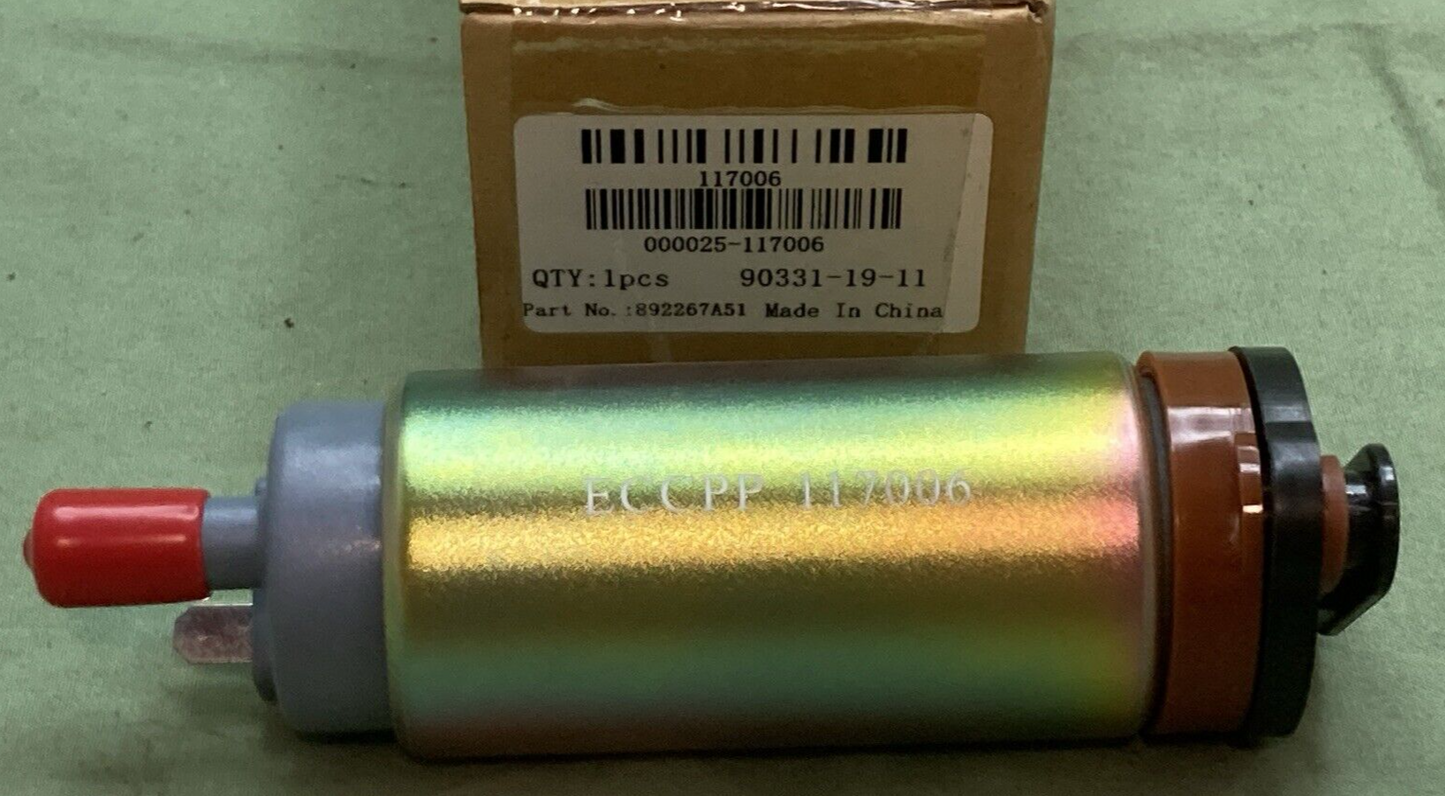 117006
000025-117006
QTY:1pcs 90331-19-11
Part No.:892267A51 Made In China
ECCPP 117006